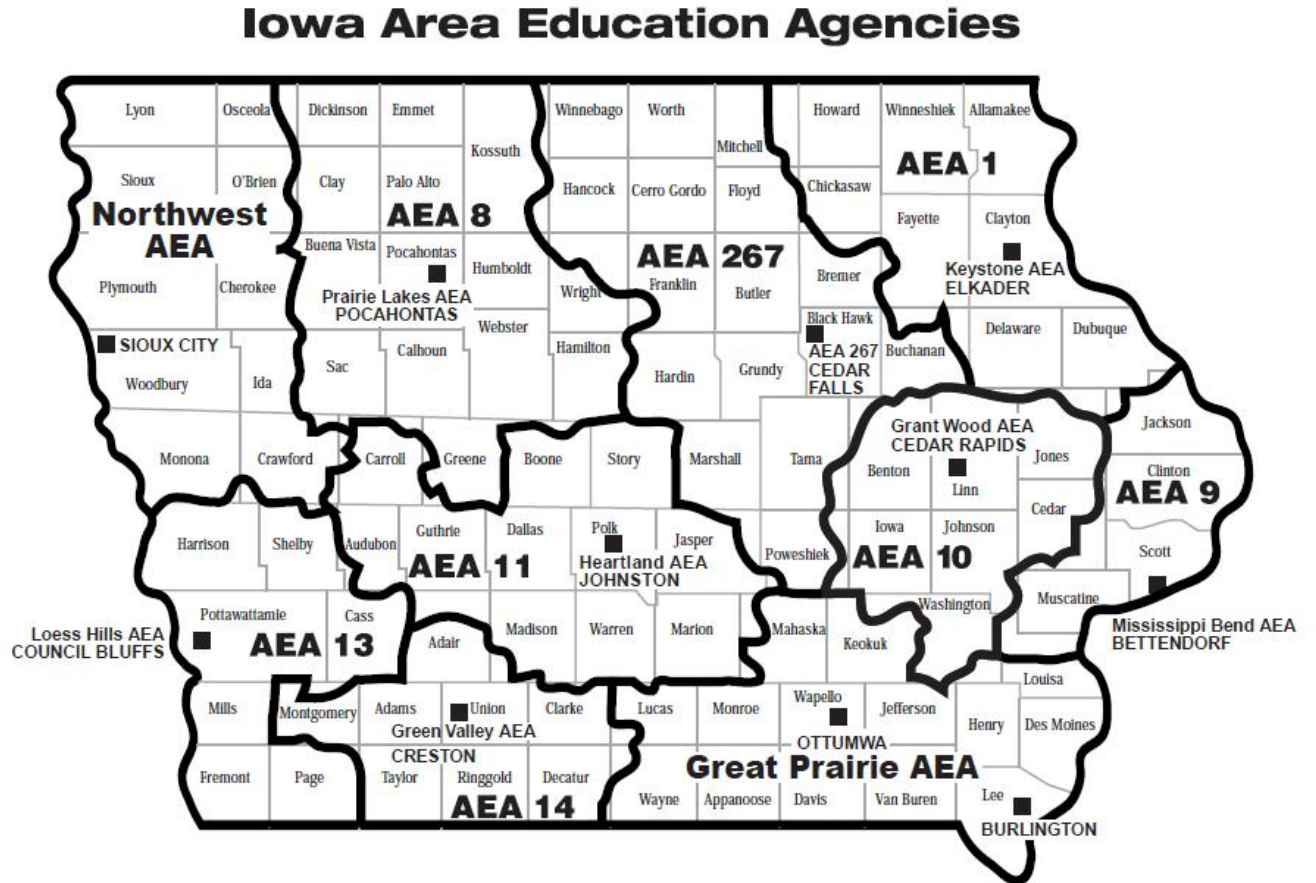 Iowa Area Education Agencies
Lyon
Osceola
Dickinson
Emmet
Winnebago
Worth
Howard
Winneshiek
Allamakee
Kossuth
Mitchell
AEA 1
Sioux
O'Brien
Clay
Palo Alto
Hancock
Cerro Gordo
Floyd
Chickasaw
Northwest
AEA
AEA 8
Fayette
Clayton
Buena Vista
Pocahontas
Humboldt
AEA 267
Keystone AEA
ELKADER
Plymouth
Cherokee
Prairie Lakes AEA
POCAHONTAS
Wright
Franklin
Butler
Bremer
SIOUX CITY
Webster
Black Hawk
Delaware
Dubuque
Woodbury
Ida
Sac
Calhoun
Hamilton
Hardin
Grundy
AEA 267
CEDAR
FALLS
Buchanan
Grant Wood AEA
CEDAR RAPIDS
Jackson
Monona
Crawford
Carroll
Greene
Boone
Story
Marshall
Tama
Benton
Linn
Jones
Clinton
AEA 9
Harrison
Shelby
Audubon
Guthrie
Dallas
Polk
Jasper
Poweshiek
Iowa
Johnson
Cedar
Scott
AEA 11
Heartland AEA
JOHNSTON
AEA 10
Muscatine
Pottawattamie
Cass
Adair
Madison
Warren
Marion
Mahaska
Keokuk
Washington
Mississippi Bend AEA
BETTENDORF
Loess Hills AEA
COUNCIL BLUFFS
AEA 13
Louisa
Mills
Montgomery
Adams
Union
Clarke
Lucas
Monroe
Wapello
Jefferson
Henry
Des Moines
Green Valley AEA
CRESTON
OTTUMWA
Great Prairie AEA
Fremont
Page
Taylor
Ringgold
Decatur
Wayne
Appanoose
Davis
Van Buren
Lee
AEA 14
BURLINGTON